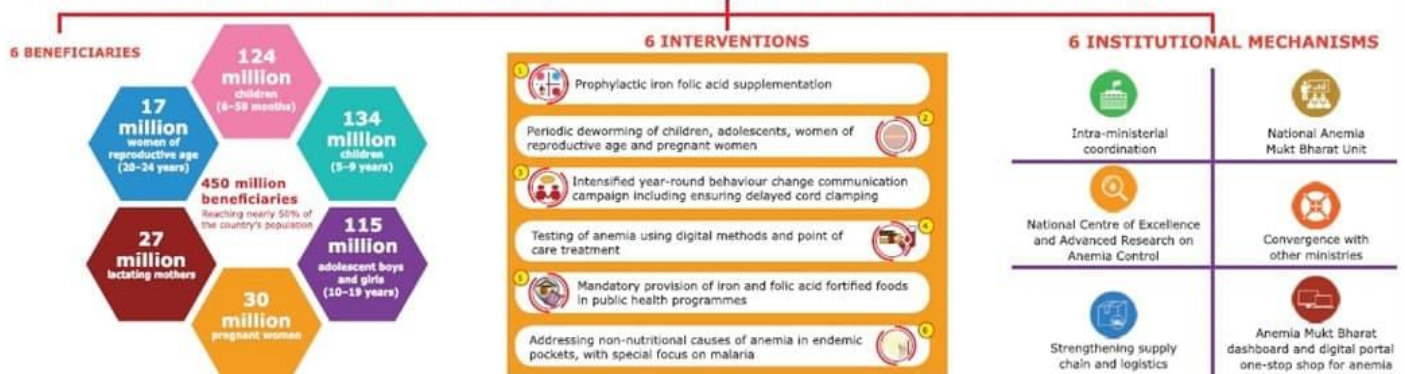 6 BENEFICIARIES
124
million
children
(6–59 months)
17
million
women of
reproductive age
(20–24 years)
134
million
children
(5–9 years)
450 million
beneficiaries
Reaching nearly 50% of
the country's population
27
million
lactating mothers
115
million
adolescent boys
and girls
(10–19 years)
30
million
pregnant women
6 INTERVENTIONS
1
Prophylactic iron folic acid supplementation
2
Periodic deworming of children, adolescents, women of
reproductive age and pregnant women
3
Intensified year-round behaviour change communication
campaign including ensuring delayed cord clamping
4
Testing of anemia using digital methods and point of
care treatment
5
Mandatory provision of iron and folic acid fortified foods
in public health programmes
6
Addressing non-nutritional causes of anemia in endemic
pockets, with special focus on malaria
6 INSTITUTIONAL MECHANISMS
Intra-ministerial
coordination
National Anemia
Mukt Bharat Unit
National Centre of Excellence
and Advanced Research on
Anemia Control
Convergence with
other ministries
Strengthening supply
chain and logistics
Anemia Mukt Bharat
dashboard and digital portal
one-stop shop for anemia